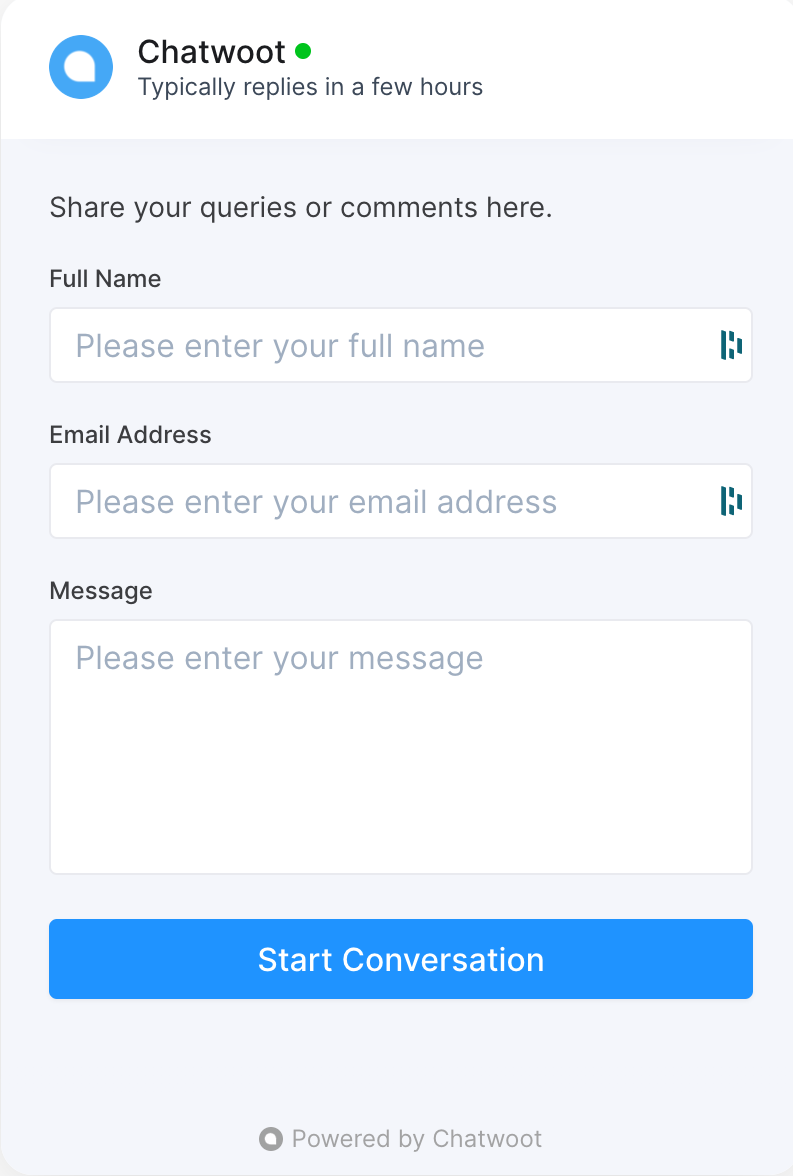 Chatwoot
Typically replies in a few hours
Share your queries or comments here.
Full Name
Please enter your full name
Email Address
Please enter your email address
Message
Please enter your message
Start Conversation
Powered by Chatwoot